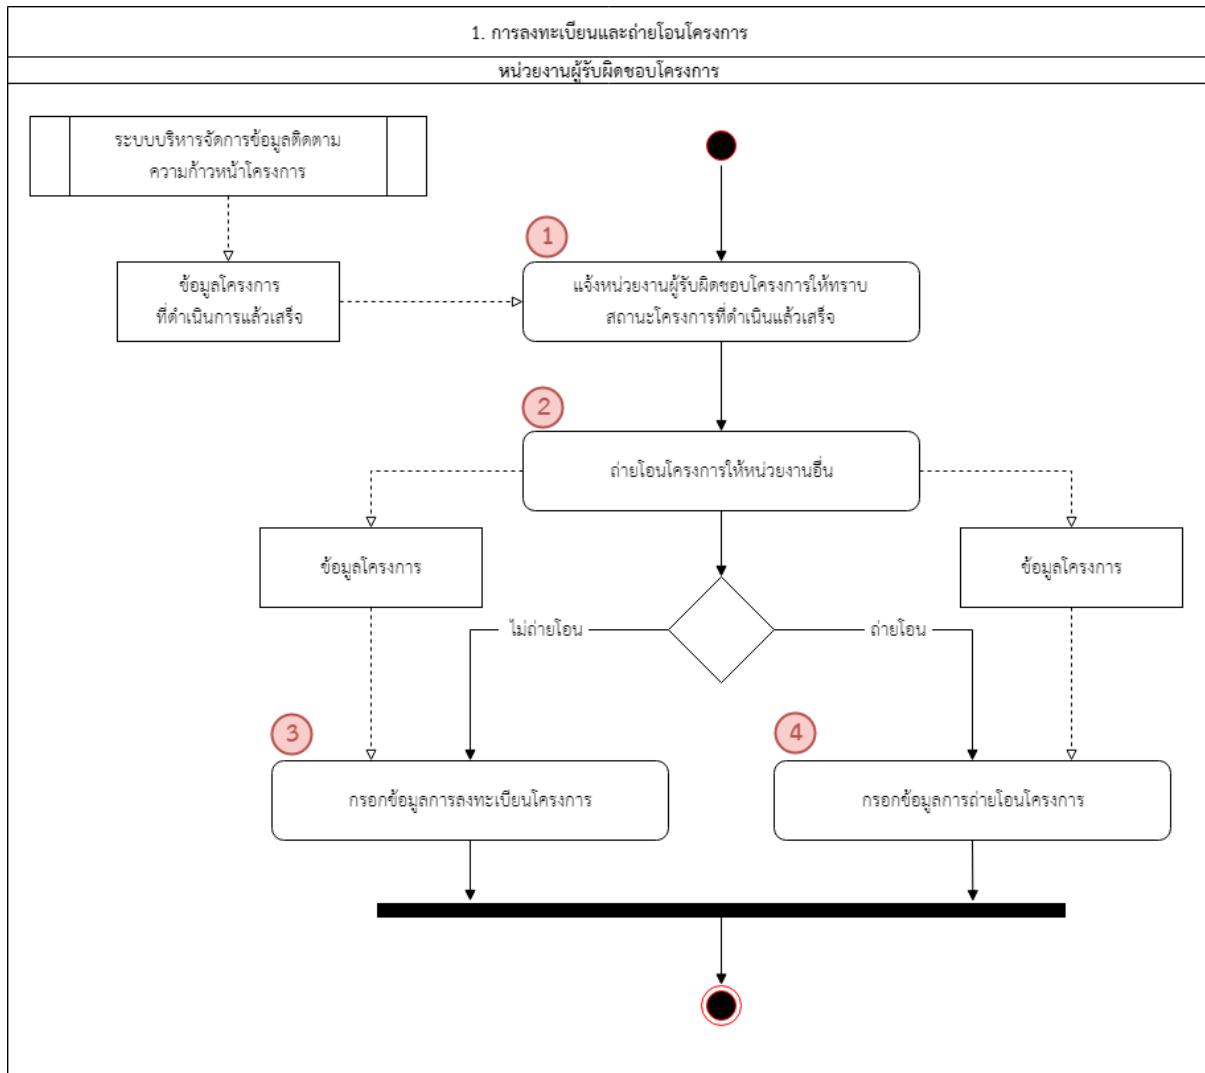 1. การลงทะเบียนและถ่ายโอนโครงการ
หน่วยงานผู้รับผิดชอบโครงการ
ระบบบริหารจัดการข้อมูลติดตาม
ความก้าวหน้าโครงการ
1
ข้อมูลโครงการ
ที่ดำเนินการแล้วเสร็จ
แจ้งหน่วยงานผู้รับผิดชอบโครงการให้ทราบ
สถานะโครงการที่ดำเนินแล้วเสร็จ
2
ถ่ายโอนโครงการให้หน่วยงานอื่น
ข้อมูลโครงการ
ข้อมูลโครงการ
ไม่ถ่ายโอน
ถ่ายโอน
3
4
กรอกข้อมูลการลงทะเบียนโครงการ
กรอกข้อมูลการถ่ายโอนโครงการ